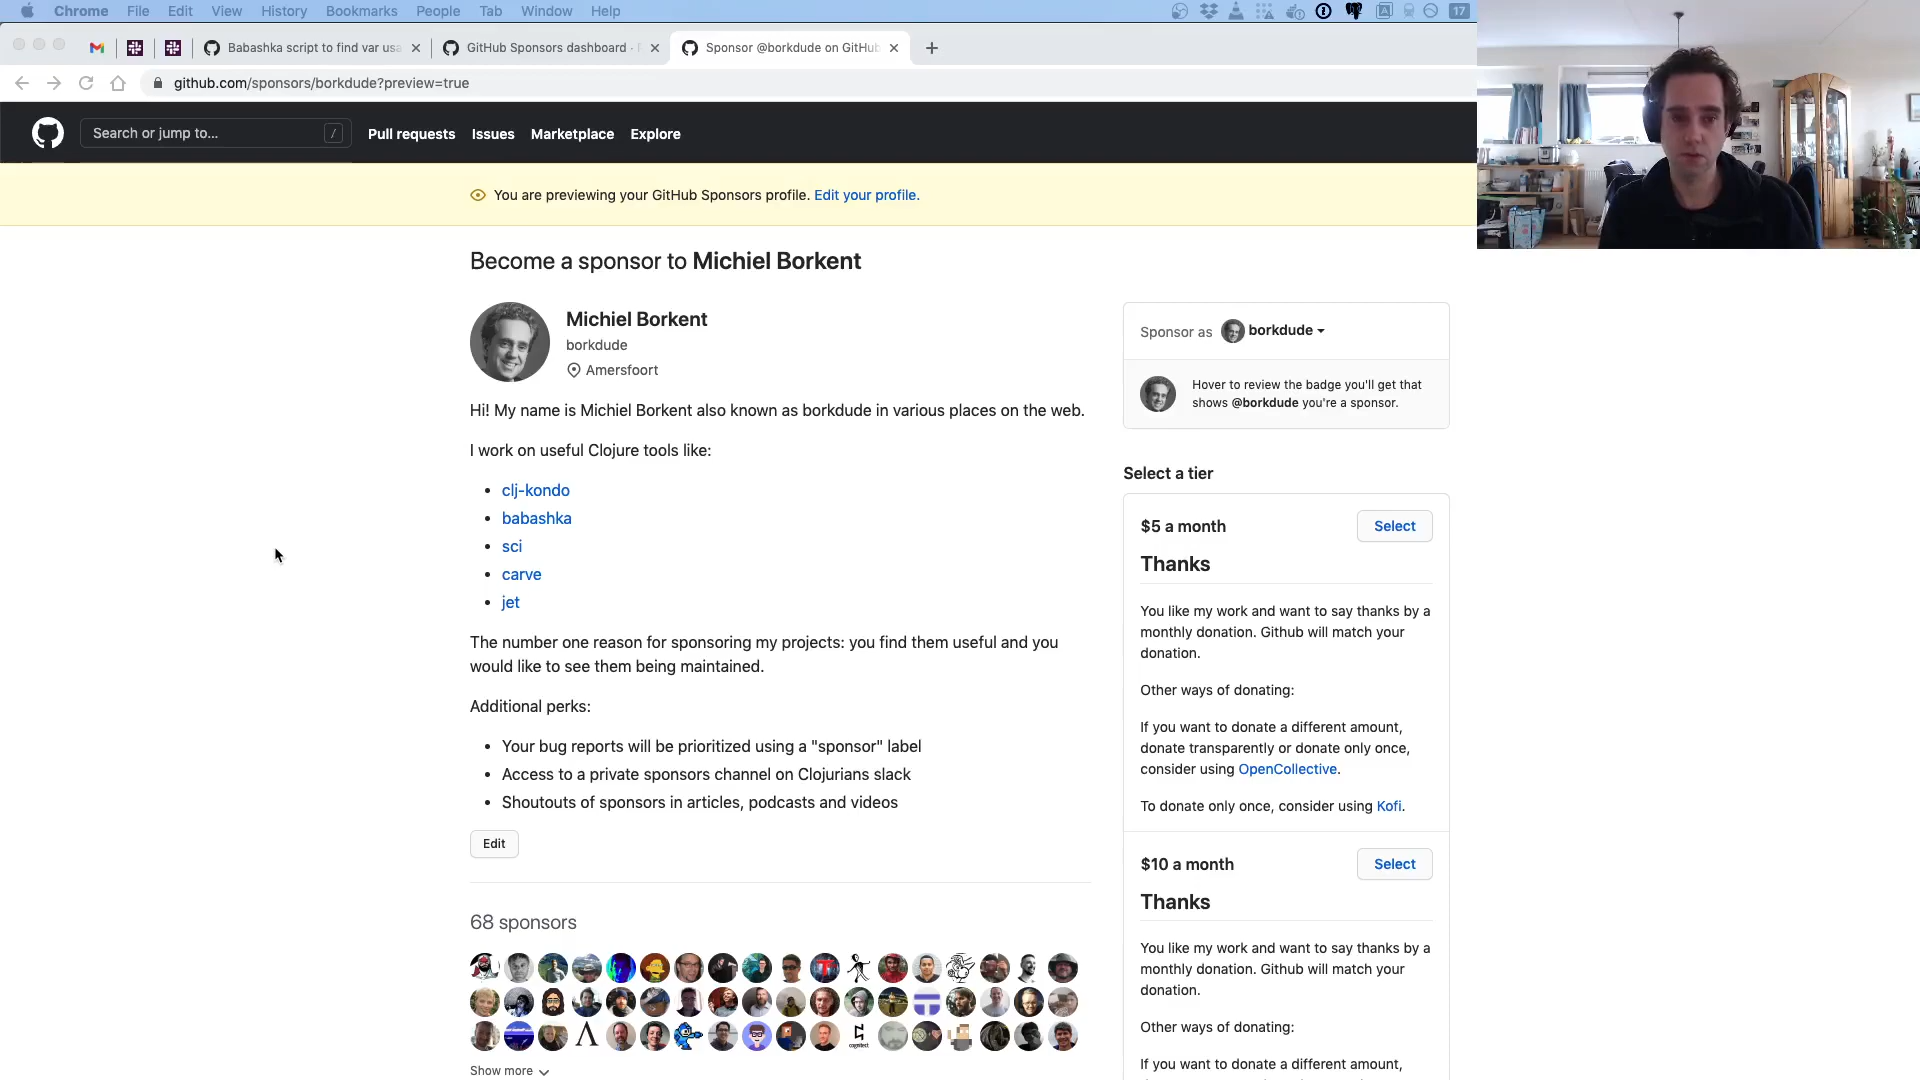 Chrome File Edit View History Bookmarks People Tab Window Help 17
Babashka script to find var usa
GitHub Sponsors dashboard ·
Sponsor @borkdude on GitHub
github.com/sponsors/borkdude?preview=true
Search or jump to... /
Pull requests Issues Marketplace Explore
You are previewing your GitHub Sponsors profile. Edit your profile.
Become a sponsor to Michiel Borkent
Michiel Borkent
borkdude
Amersfoort
Hi! My name is Michiel Borkent also known as borkdude in various places on the web.
I work on useful Clojure tools like:
• clj-kondo
• babashka
• sci
• carve
• jet
The number one reason for sponsoring my projects: you find them useful and you
would like to see them being maintained.
Additional perks:
• Your bug reports will be prioritized using a "sponsor" label
• Access to a private sponsors channel on Clojurians slack
• Shoutouts of sponsors in articles, podcasts and videos
Edit
68 sponsors
cognitect
Show more
Sponsor as borkdude
Hover to review the badge you'll get that
shows @borkdude you're a sponsor.
Select a tier
$5 a month Select
Thanks
You like my work and want to say thanks by a
monthly donation. Github will match your
donation.
Other ways of donating:
If you want to donate a different amount,
donate transparently or donate only once,
consider using OpenCollective.
To donate only once, consider using Kofi.
$10 a month Select
Thanks
You like my work and want to say thanks by a
monthly donation. Github will match your
donation.
Other ways of donating:
If you want to donate a different amount,